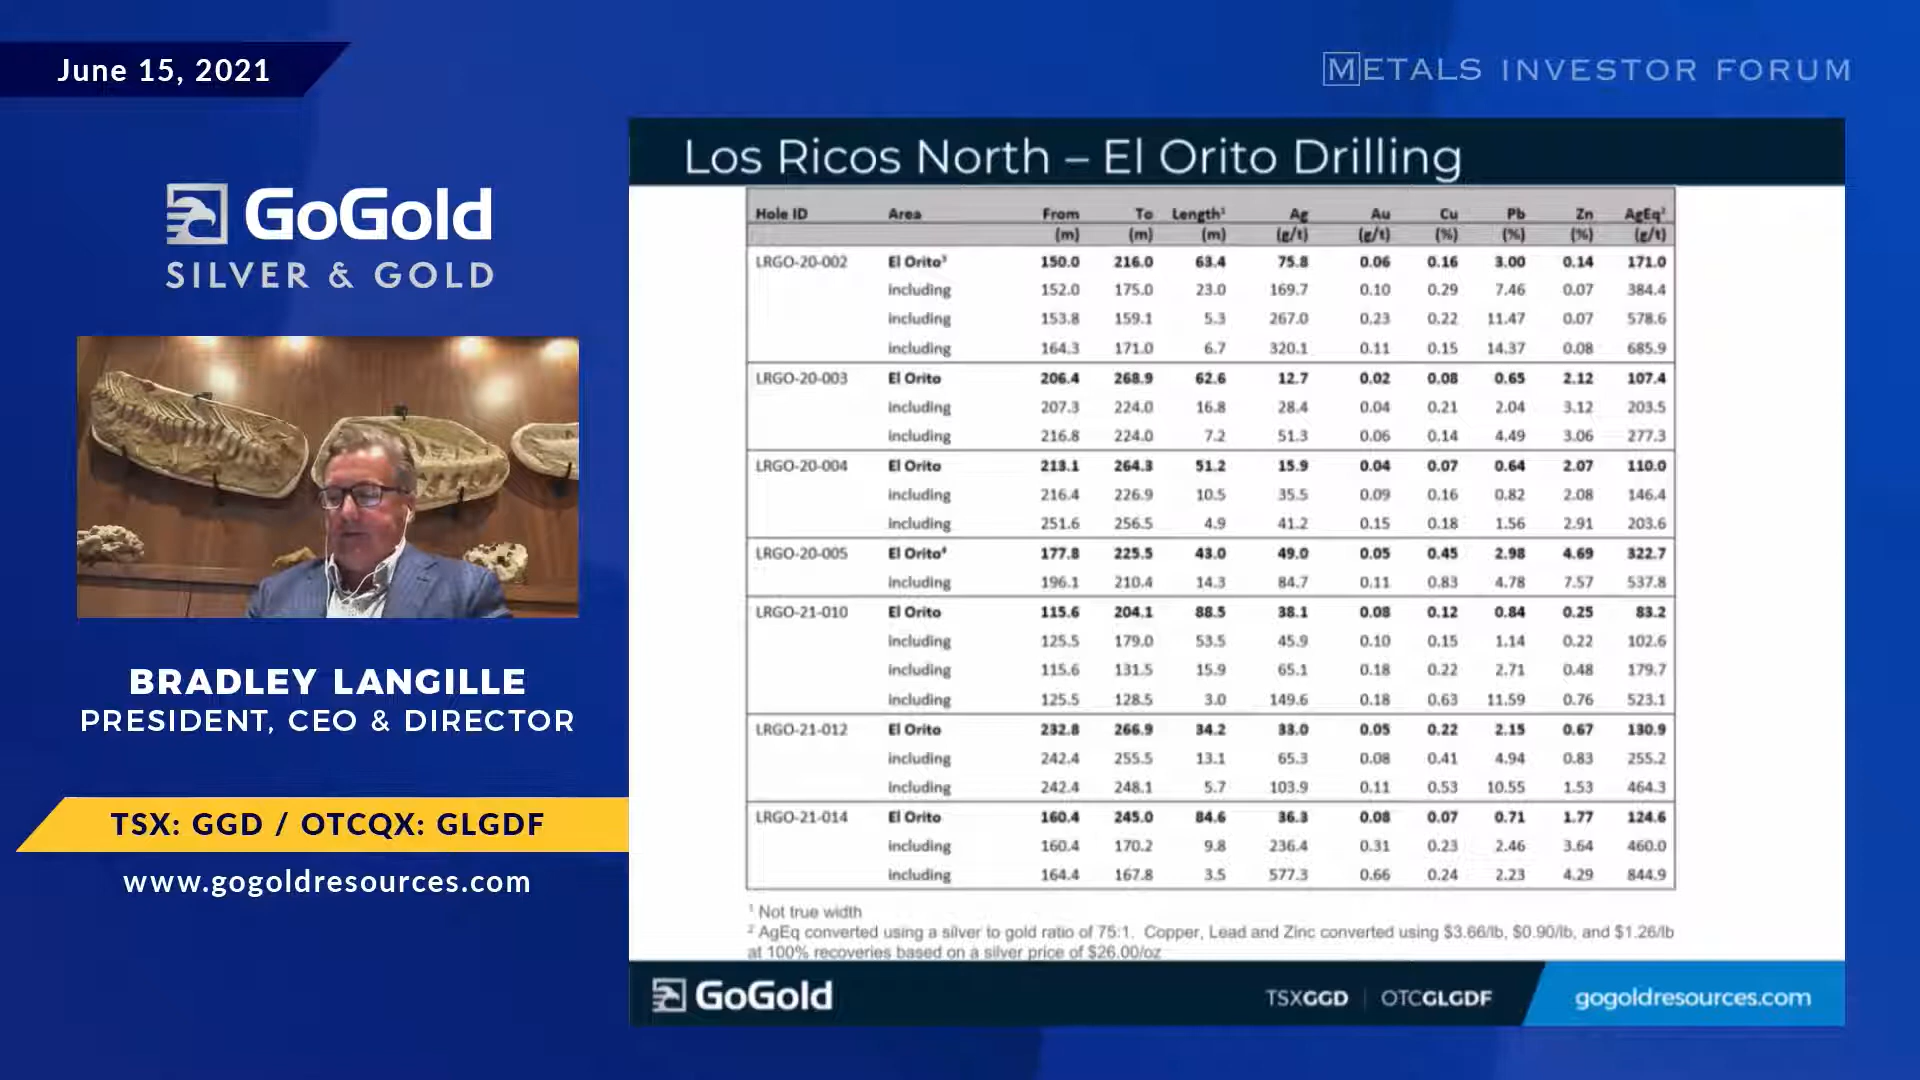 June 15, 2021
METALS INVESTOR FORUM
GoGold
SILVER & GOLD
BRADLEY LANGILLE
PRESIDENT, CEO & DIRECTOR
TSX: GGD / OTCQX: GLGDF
www.gogoldresources.com
Los Ricos North – El Orito Drilling
Hole ID Area From To Length¹ Ag Au Cu Pb Zn AgEq²
(m) (m) (m) (g/t) (g/t) (%) (%) (%) (g/t)
LRGO-20-002 El Orito³ 150.0 216.0 63.4 75.8 0.06 0.16 3.00 0.14 171.0
including 152.0 175.0 23.0 169.7 0.10 0.29 7.46 0.07 384.4
including 153.8 159.1 5.3 267.0 0.23 0.22 11.47 0.07 578.6
including 164.3 171.0 6.7 320.1 0.11 0.15 14.37 0.08 685.9
LRGO-20-003 El Orito 206.4 268.9 62.6 12.7 0.02 0.08 0.65 2.12 107.4
including 207.3 224.0 16.8 28.4 0.04 0.21 2.04 3.12 203.5
including 216.8 224.0 7.2 51.3 0.06 0.14 4.49 3.06 277.3
LRGO-20-004 El Orito 213.1 264.3 51.2 15.9 0.04 0.07 0.64 2.07 110.0
including 216.4 226.9 10.5 35.5 0.09 0.16 0.82 2.08 146.4
including 251.6 256.5 4.9 41.2 0.15 0.18 1.56 2.91 203.6
LRGO-20-005 El Orito⁴ 177.8 225.5 43.0 49.0 0.05 0.45 2.98 4.69 322.7
including 196.1 210.4 14.3 84.7 0.11 0.83 4.78 7.57 537.8
LRGO-21-010 El Orito 115.6 204.1 88.5 38.1 0.08 0.12 0.84 0.25 83.2
including 125.5 179.0 53.5 45.9 0.10 0.15 1.14 0.22 102.6
including 115.6 131.5 15.9 65.1 0.18 0.22 2.71 0.48 179.7
including 125.5 128.5 3.0 149.6 0.18 0.63 11.59 0.76 523.1
LRGO-21-012 El Orito 232.8 266.9 34.2 33.0 0.05 0.22 2.15 0.67 130.9
including 242.4 255.5 13.1 65.3 0.08 0.41 4.94 0.83 255.2
including 242.4 248.1 5.7 103.9 0.11 0.53 10.55 1.53 464.3
LRGO-21-014 El Orito 160.4 245.0 84.6 36.3 0.08 0.07 0.71 1.77 124.6
including 160.4 170.2 9.8 236.4 0.31 0.23 2.46 3.64 460.0
including 164.4 167.8 3.5 577.3 0.66 0.24 2.23 4.29 844.9
¹ Not true width
² AgEq converted using a silver to gold ratio of 75:1. Copper, Lead and Zinc converted using $3.66/lb, $0.90/lb, and $1.26/lb
at 100% recoveries based on a silver price of $26.00/oz
GoGold
TSXGGD | OTCGLGDF
gogoldresources.com